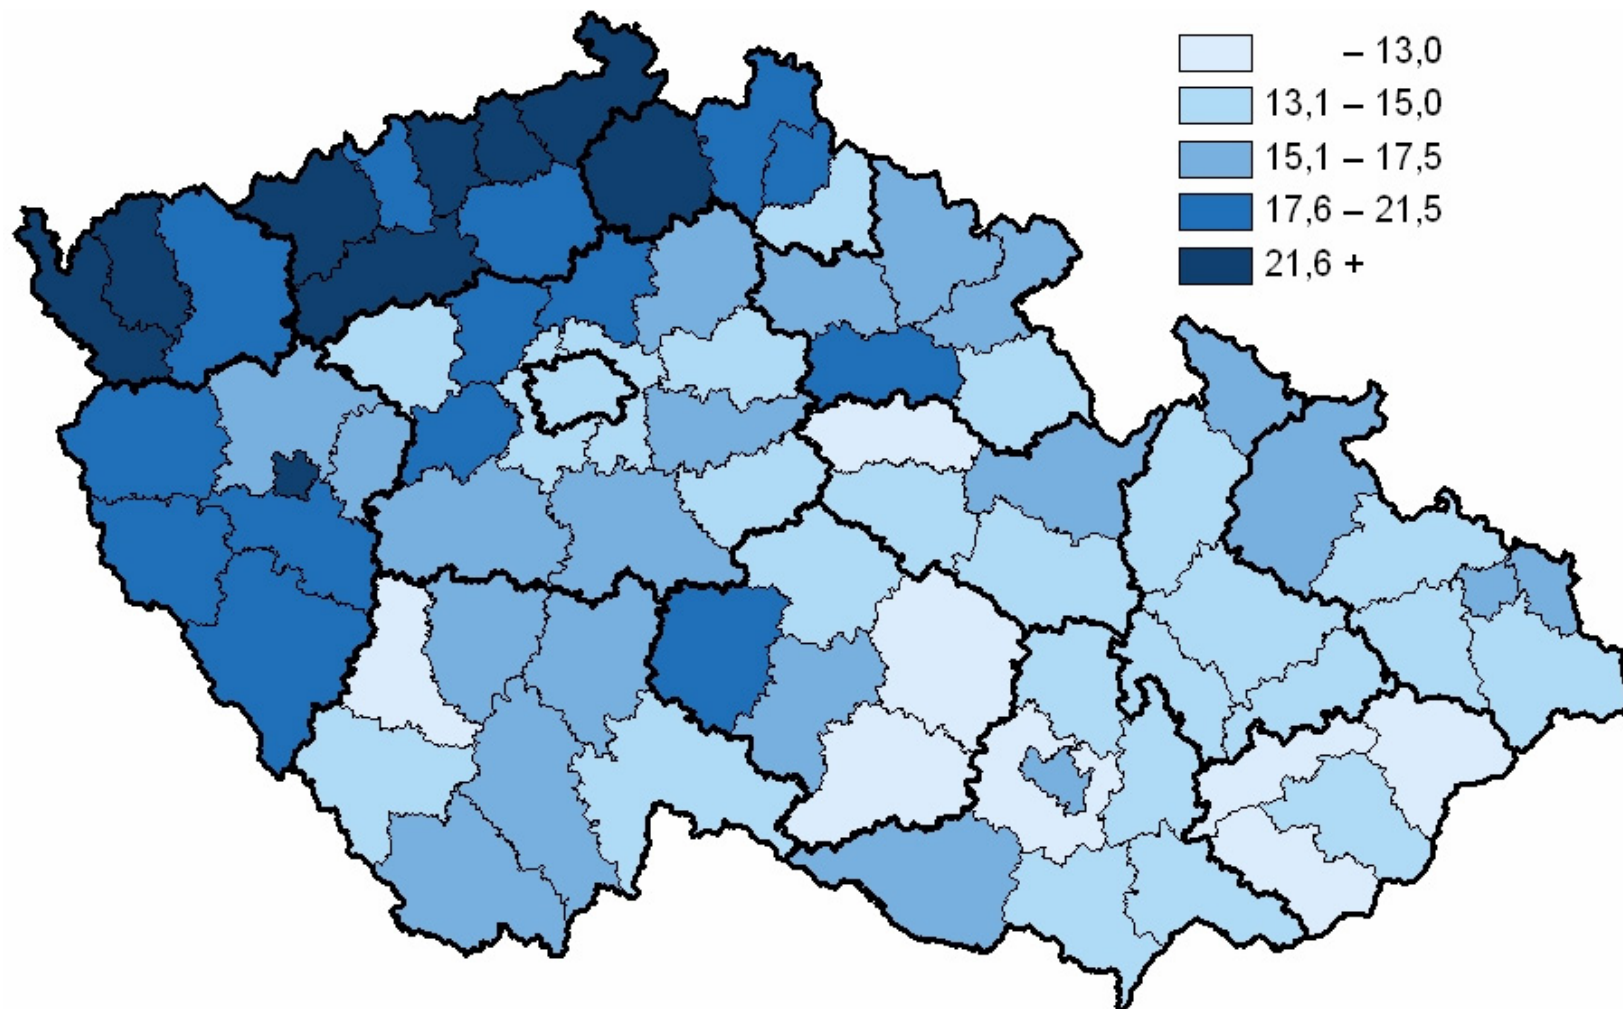 – 13,0
13,1 – 15,0
15,1 – 17,5
17,6 – 21,5
21,6 +